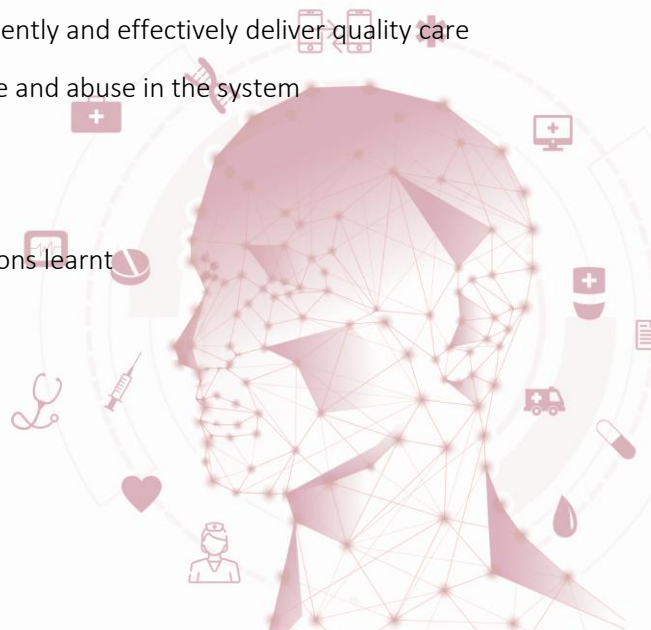 ently and effectively deliver quality care
e and abuse in the system
ons learnt